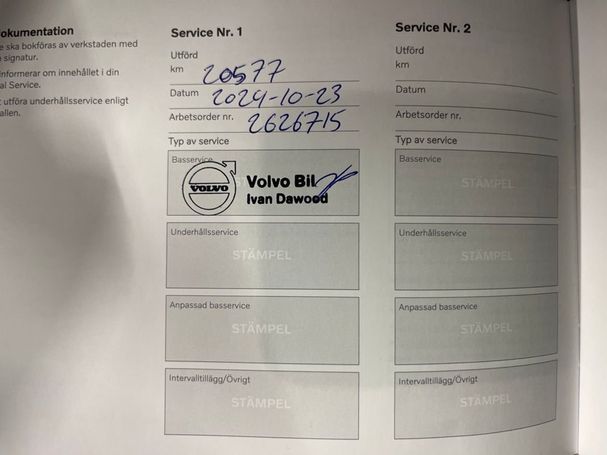 okumentation
e ska bokföras av verkstaden med
signatur.
informerar om innehållet i din
al Service.
utföra underhållsservice enligt
allen.
Service Nr. 1
Utförd
km 20577
Datum 2024-10-23
Arbetsorder nr. 2626715
Typ av service
Basservice
VOLVO
Volvo Bil
Ivan Dawood
Underhållsservice
STÄMPEL
Anpassad basservice
STÄMPEL
Intervalltillägg/Övrigt
STÄMPEL
Service Nr. 2
Utförd
km
Datum
Arbetsorder nr.
Typ av service
Basservice
STÄMPEL
Underhållsservice
STÄMPEL
Anpassad basservice
STÄMPEL
Intervalltillägg/Övrigt
STÄMPEL